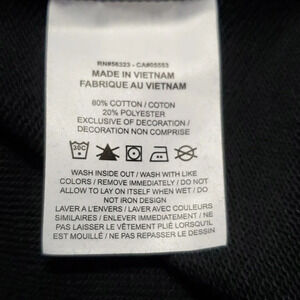 RN#56323 - CA#05553
MADE IN VIETNAM
FABRIQUE AU VIETNAM
80% COTTON / COTON
20% POLYESTER
EXCLUSIVE OF DECORATION /
DECORATION NON COMPRISE
30C
WASH INSIDE OUT / WASH WITH LIKE
COLORS / REMOVE IMMEDIATELY / DO NOT
ALLOW TO LAY ON ITSELF WHEN WET / DO
NOT IRON DESIGN
LAVER A L'ENVERS / LAVER AVEC COULEURS
SIMILAIRES / ENLEVER IMMEDIATEMENT / NE
PAS LAISSER LE VÊTEMENT PLIÉ LORSQU'IL
EST MOUILLÉ / NE PAS REPASSER LE DESSIN